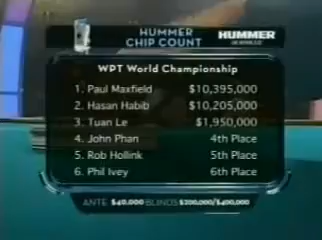 HUMMER
CHIP COUNT
HUMMER
WPT World Championship
1. Paul Maxfield $10,395,000
2. Hasan Habib $10,205,000
3. Tuan Le $1,950,000
4. John Phan 4th Place
5. Rob Hollink 5th Place
6. Phil Ivey 6th Place
ANTE $40,000 BLINDS $200,000/$400,000